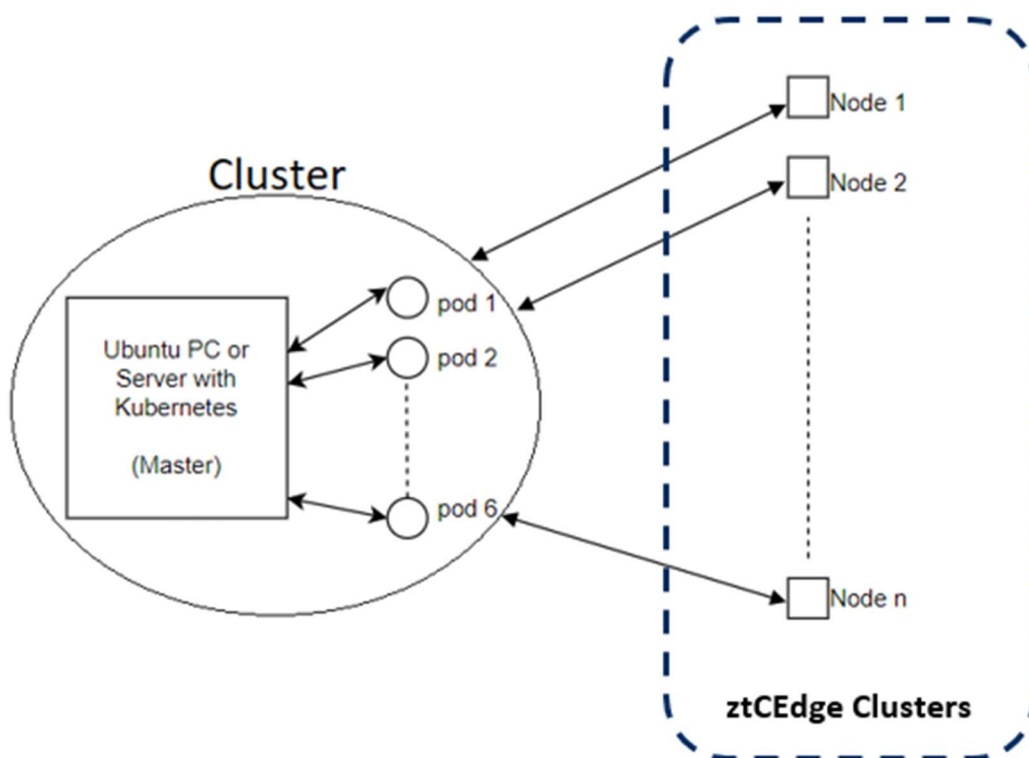 Cluster
Ubuntu PC or
Server with
Kubernetes
(Master)
pod 1
pod 2
pod 6
Node 1
Node 2
Node n
ztCEdge Clusters